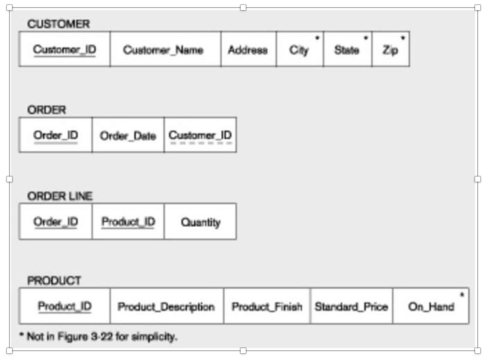 CUSTOMER
Customer_ID Customer_Name Address City * State * Zip *
ORDER
Order_ID Order_Date Customer_ID
ORDER LINE
Order_ID Product_ID Quantity
PRODUCT
Product_ID Product_Description Product_Finish Standard_Price On_Hand *
* Not in Figure 3-22 for simplicity.